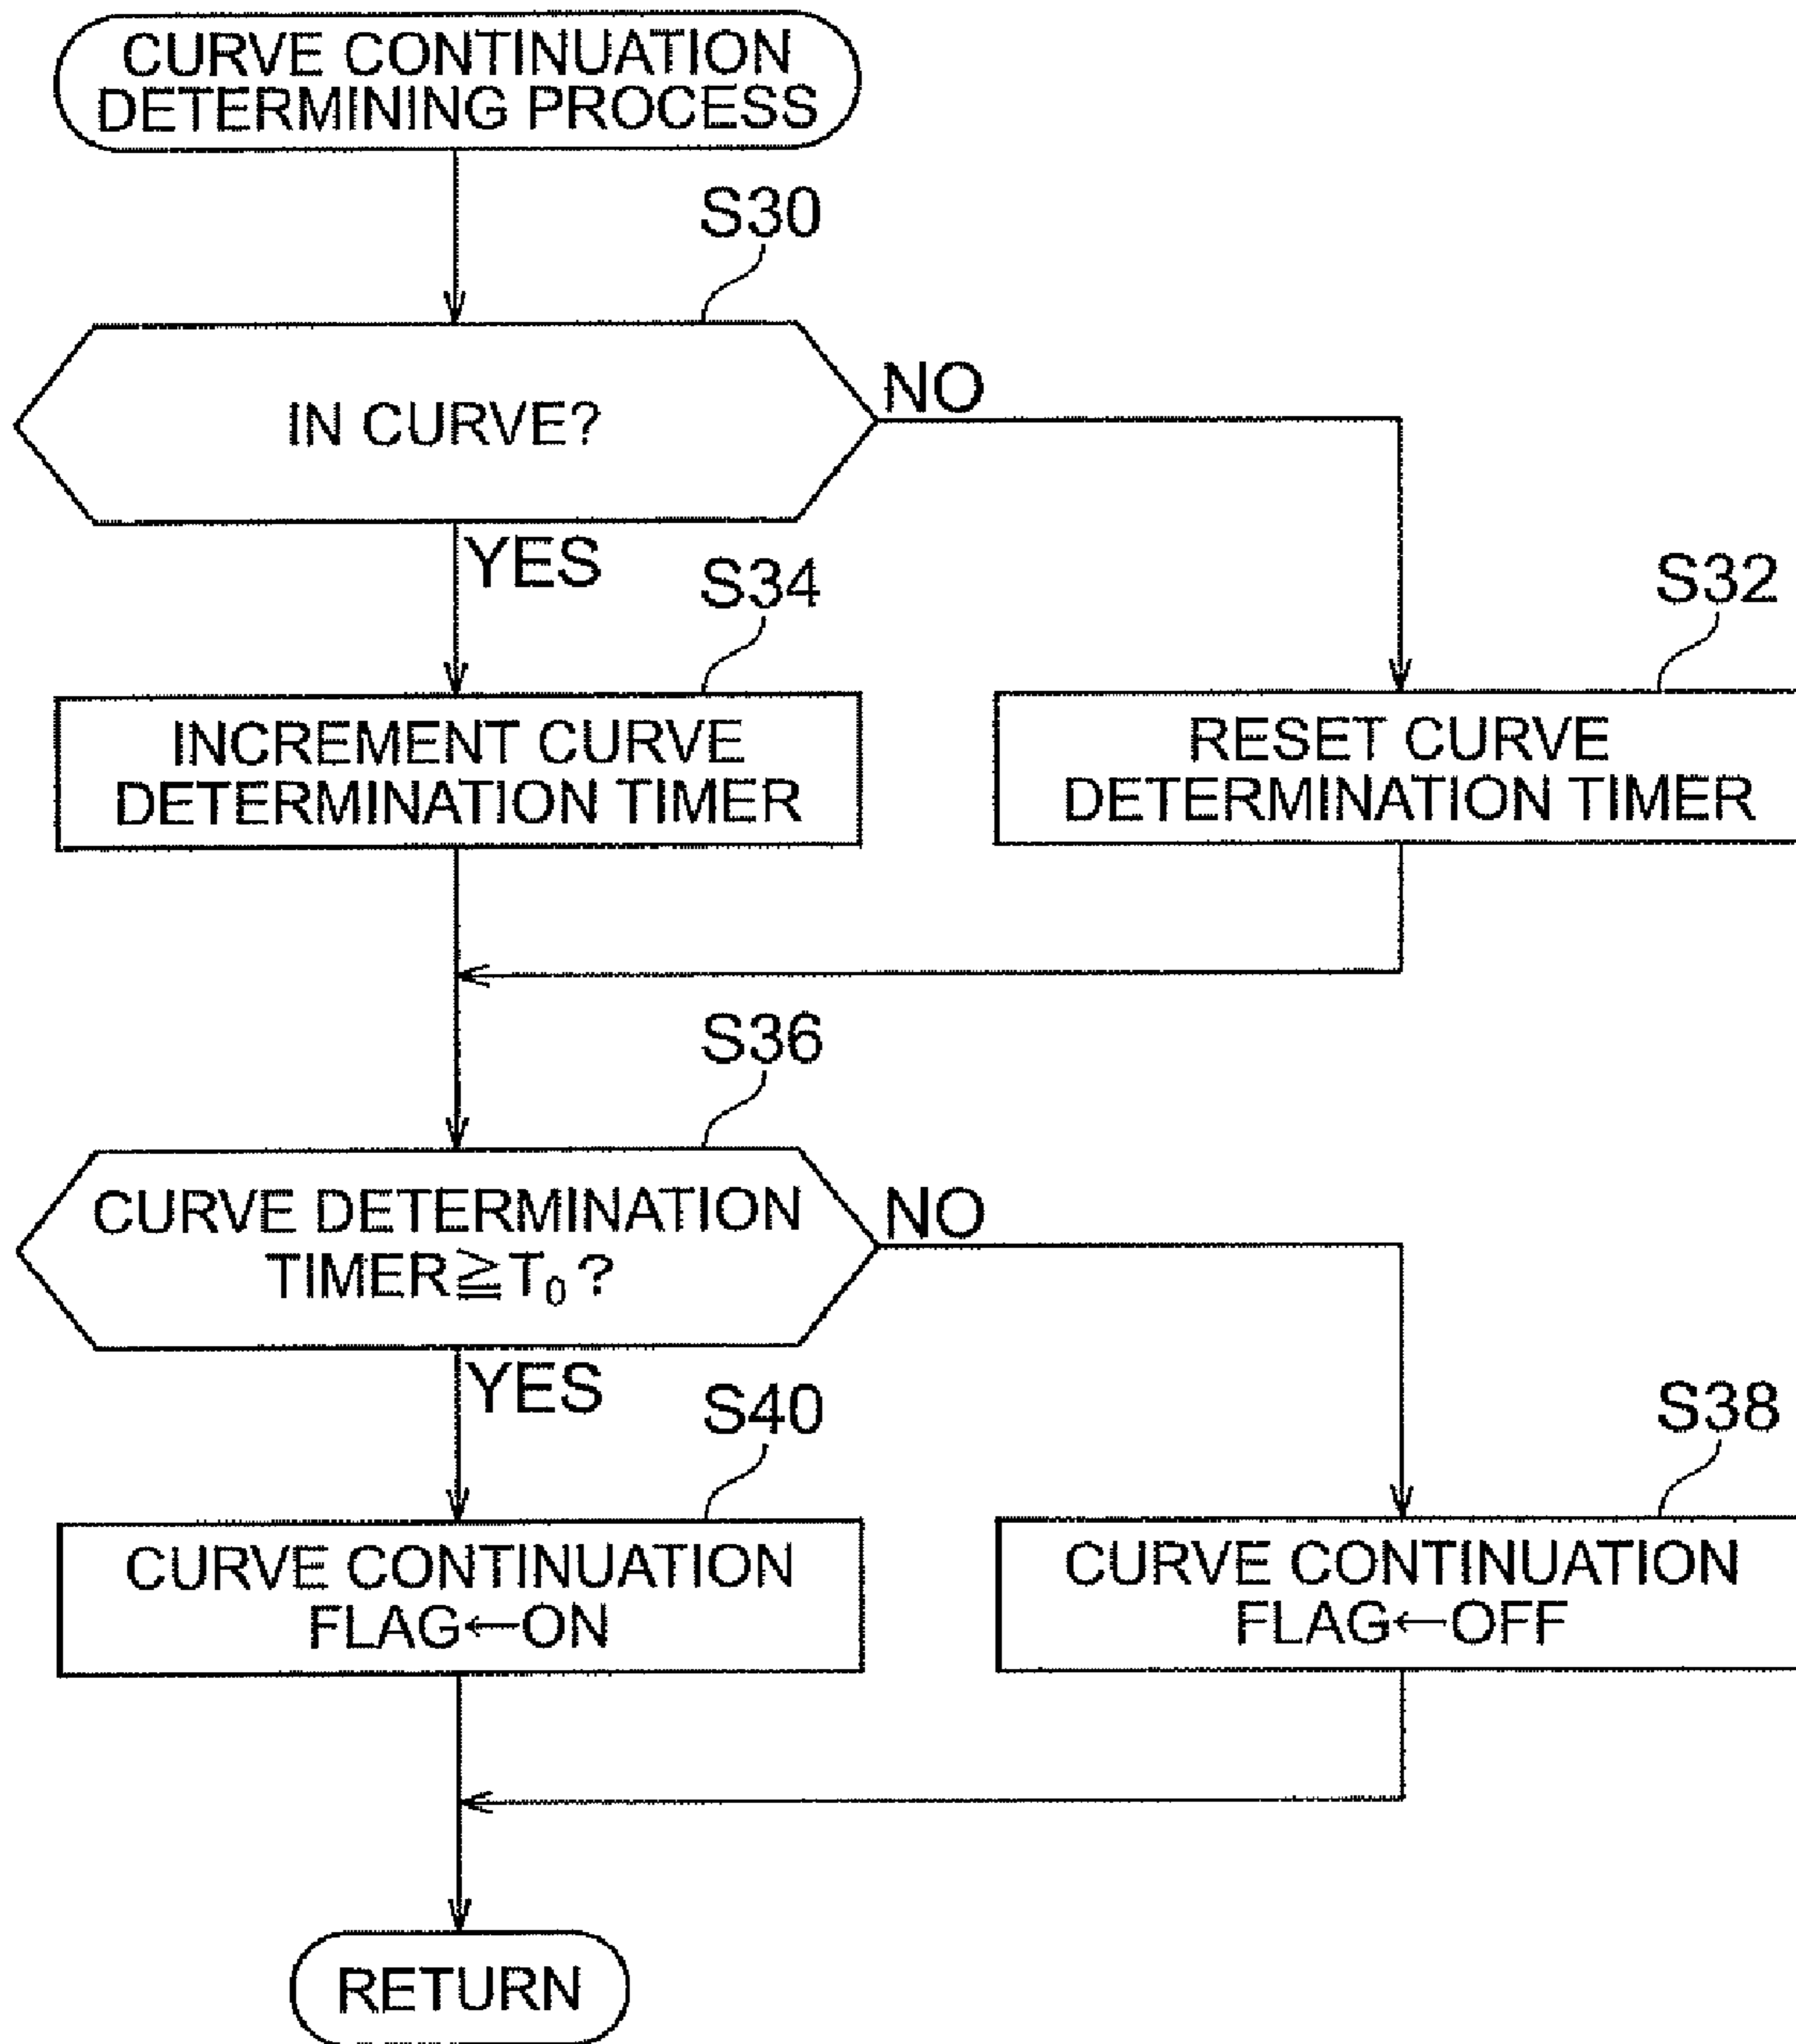 CURVE CONTINUATION
DETERMINING PROCESS
S30
IN CURVE?
NO
YES
S34
S32
INCREMENT CURVE
DETERMINATION TIMER
RESET CURVE
DETERMINATION TIMER
S36
CURVE DETERMINATION
TIMER≧T₀?
NO
YES
S40
S38
CURVE CONTINUATION
FLAG←ON
CURVE CONTINUATION
FLAG←OFF
RETURN